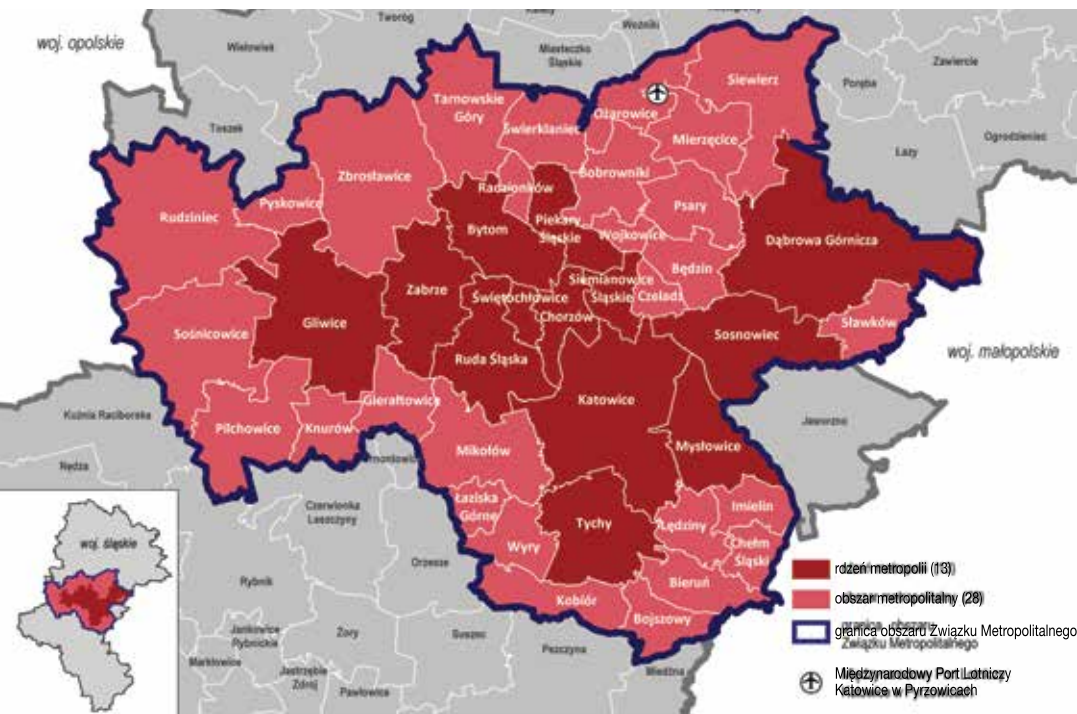 woj. opolskie
Tworóg
Woźniki
Wielowieś
Miasteczko
Śląskie
Siewierz
Poręba
Zawiercie
Tarnowskie
Góry
Ożarowice
Świerklaniec
Mierzęcice
Toszek
Ogrodzieniec
Łazy
Zbrosławice
Bobrowniki
Radzionków
Pyskowice
Rudziniec
Psary
Piekary
Śląskie
Bytom
Wojkowice
Dąbrowa Górnicza
Będzin
Siemianowice
Śląskie
Zabrze
Świętochłowice
Czeladź
Chorzów
Gliwice
Sławków
Sośnicowice
Sosnowiec
woj. małopolskie
Ruda Śląska
Gierałtowice
Katowice
Kuźnia Raciborska
Pilchowice
Knurów
Jaworzno
Mysłowice
Mikołów
Nędza
Łaziska
Górne
Imielin
Czerwionka
Leszczyny
Tychy
Lędziny
woj. śląskie
Wyry
Chełm
Śląski
Orzesze
rdzeń metropolii (13)
Rybnik
Bieruń
Kobiór
obszar metropolitalny (28)
Bojszowy
Jankowice
Rybnickie
Żory
Suszec
granica obszaru Związku Metropolitalnego
Pszczyna
Marklowice
Jastrzębie
Zdrój
Miedźna
Pawłowice
Międzynarodowy Port Lotniczy
Katowice w Pyrzowicach